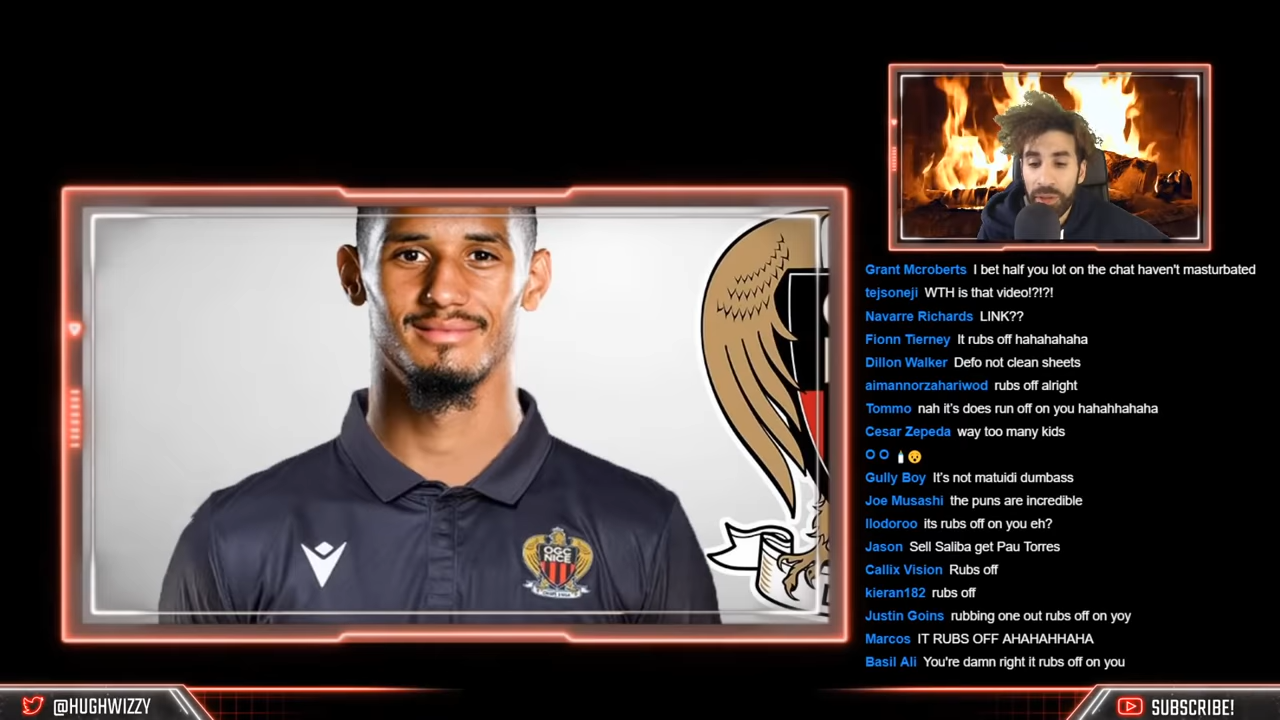 OGC
NICE
Grant Mcroberts I bet half you lot on the chat haven't masturbated
tejsoneji WTH is that video!?!?!
Navarre Richards LINK??
Fionn Tierney It rubs off hahahahaha
Dillon Walker Defo not clean sheets
aimannorzahariwod rubs off alright
Tommo nah it's does run off on you hahahhahaha
Cesar Zepeda way too many kids
O O 🍼😮
Gully Boy It's not matuidi dumbass
Joe Musashi the puns are incredible
llodoroo its rubs off on you eh?
Jason Sell Saliba get Pau Torres
Callix Vision Rubs off
kieran182 rubs off
Justin Goins rubbing one out rubs off on yoy
Marcos IT RUBS OFF AHAHAHHAHA
Basil Ali You're damn right it rubs off on you
@HUGHWIZZY
SUBSCRIBE!